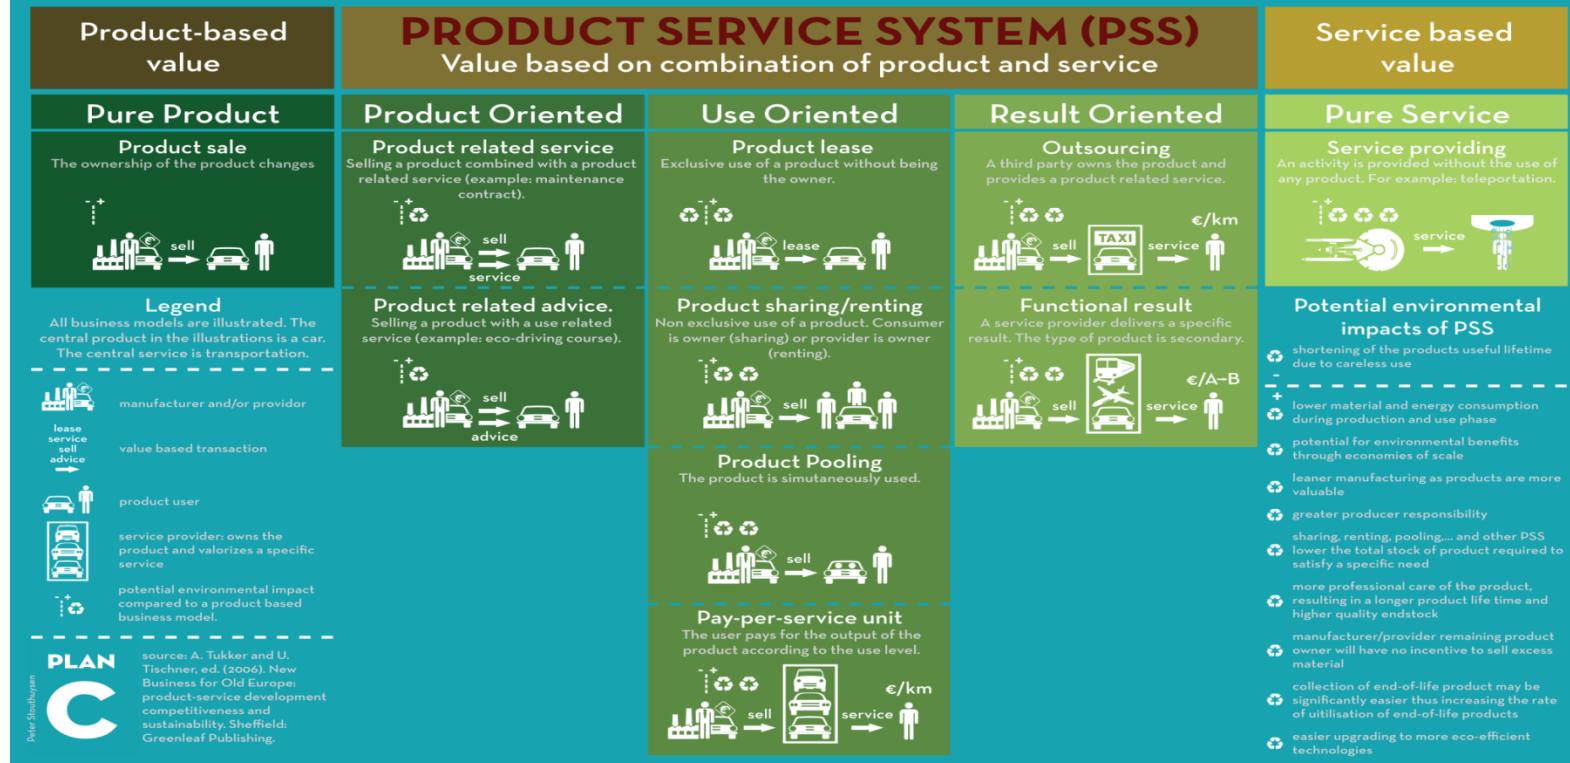 Product-based
value
PRODUCT SERVICE SYSTEM (PSS)
Value based on combination of product and service
Service based
value
Pure Product
Product Oriented
Use Oriented
Result Oriented
Pure Service
Product sale
The ownership of the product changes
- +
sell
Legend
All business models are illustrated. The
central product in the illustrations is a car.
The central service is transportation.
manufacturer and/or providor
lease
service
sell
advice
value based transaction
product user
service provider: owns the
product and valorizes a specific
service
- +
potential environmental impact
compared to a product based
business model.
PLAN
C
Peter Stouthuysen
source: A. Tukker and U.
Tischner, ed. (2006). New
Business for Old Europe:
product-service development
competitiveness and
sustainability. Sheffield:
Greenleaf Publishing.
Product related service
Selling a product combined with a product
related service (example: maintenance
contract).
- +
sell
service
Product related advice.
Selling a product with a use related
service (example: eco-driving course).
- +
sell
advice
Product lease
Exclusive use of a product without being
the owner.
- +
lease
Product sharing/renting
Non exclusive use of a product. Consumer
is owner (sharing) or provider is owner
(renting).
- +
sell
Product Pooling
The product is simutaneously used.
- +
sell
Pay-per-service unit
The user pays for the output of the
product according to the use level.
- +
€/km
sell
service
Outsourcing
A third party owns the product and
provides a product related service.
- +
€/km
sell
TAXI
service
Functional result
A service provider delivers a specific
result. The type of product is secondary.
- +
€/A-B
sell
service
Service providing
An activity is provided without the use of
any product. For example: teleportation.
- +
service
Potential environmental
impacts of PSS
shortening of the products useful lifetime
due to careless use
-
+
lower material and energy consumption
during production and use phase
potential for environmental benefits
through economies of scale
leaner manufacturing as products are more
valuable
greater producer responsibility
sharing, renting, pooling,... and other PSS
lower the total stock of product required to
satisfy a specific need
more professional care of the product,
resulting in a longer product life time and
higher quality endstock
manufacturer/provider remaining product
owner will have no incentive to sell excess
material
collection of end-of-life product may be
significantly easier thus increasing the rate
of uitilisation of end-of-life products
easier upgrading to more eco-efficient
technologies